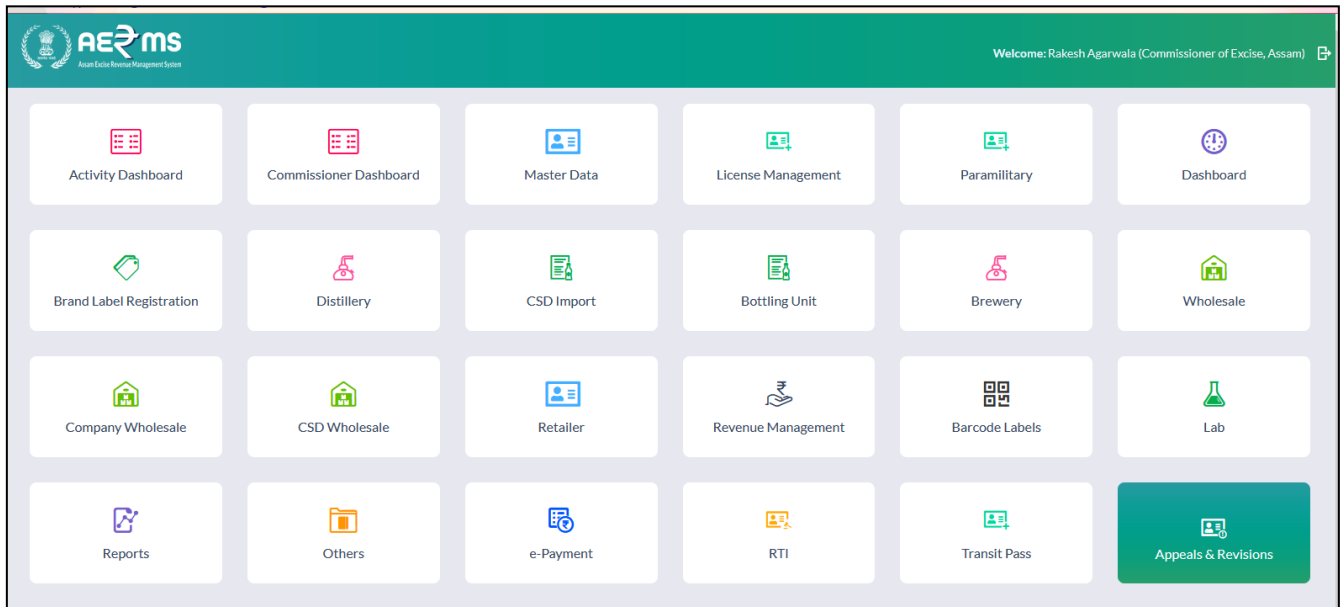 AERMS
Assam Excise Revenue Management System
Welcome: Rakesh Agarwala (Commissioner of Excise, Assam)
Activity Dashboard
Commissioner Dashboard
Master Data
License Management
Paramilitary
Dashboard
Brand Label Registration
Distillery
CSD Import
Bottling Unit
Brewery
Wholesale
Company Wholesale
CSD Wholesale
Retailer
Revenue Management
Barcode Labels
Lab
Reports
Others
e-Payment
RTI
Transit Pass
Appeals & Revisions